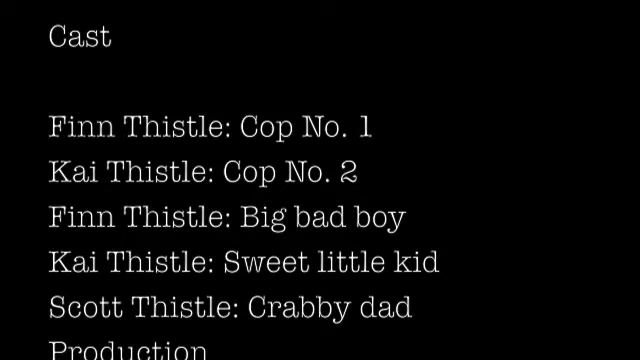 Cast
Finn Thistle: Cop No. 1
Kai Thistle: Cop No. 2
Finn Thistle: Big bad boy
Kai Thistle: Sweet little kid
Scott Thistle: Crabby dad
Production